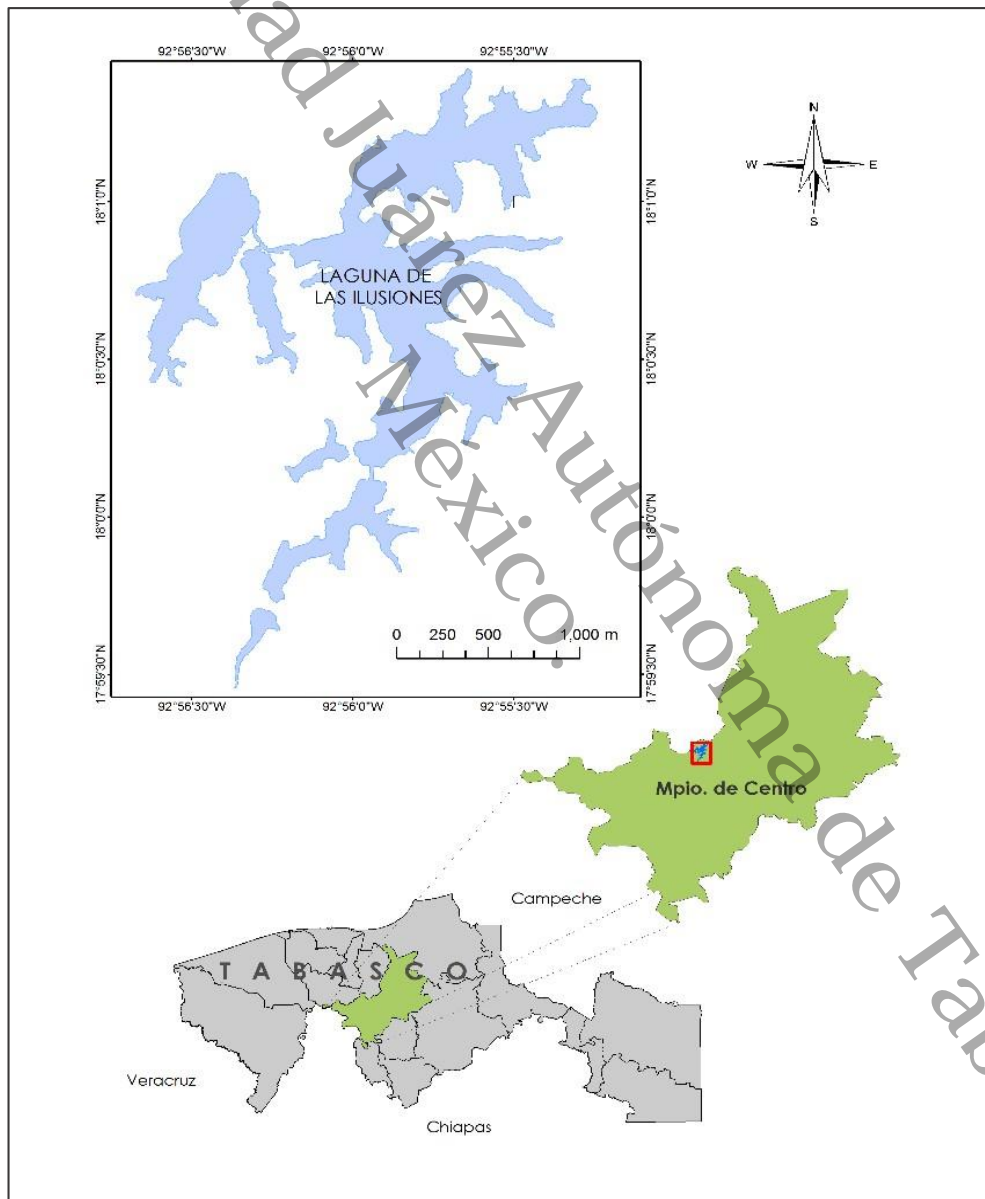 92°56'30"W 92°56'0"W 92°55'30"W
N
W E
S
18°1'0"N 18°1'0"N
LAGUNA DE
LAS ILUSIONES
18°0'30"N 18°0'30"N
18°0'0"N 18°0'0"N
0 250 500 1,000 m
17°59'30"N 17°59'30"N
92°56'30"W 92°56'0"W 92°55'30"W
Mpio. de Centro
Campeche
TABASCO
Veracruz
Chiapas
Juárez Autónoma de
México.